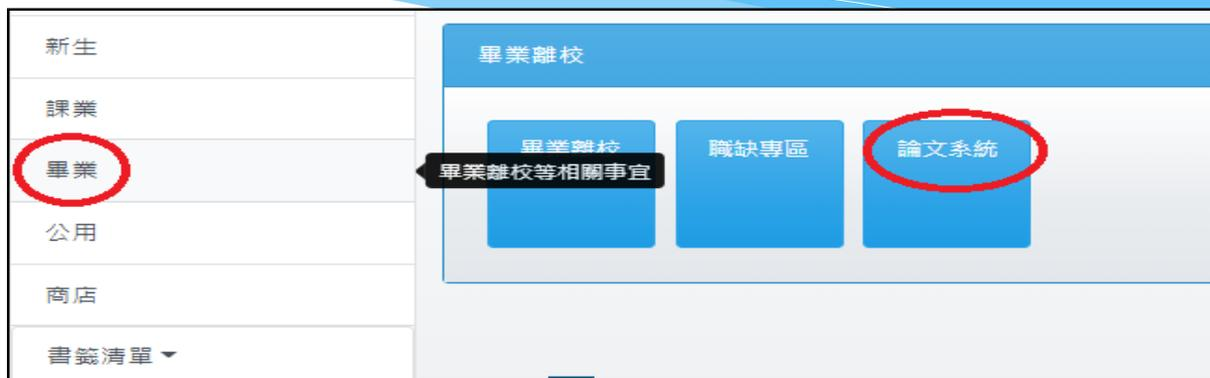 新生
課業
畢業
公用
商店
書籤清單
畢業離校
畢業離校
職缺專區
論文系統
畢業離校等相關事宜